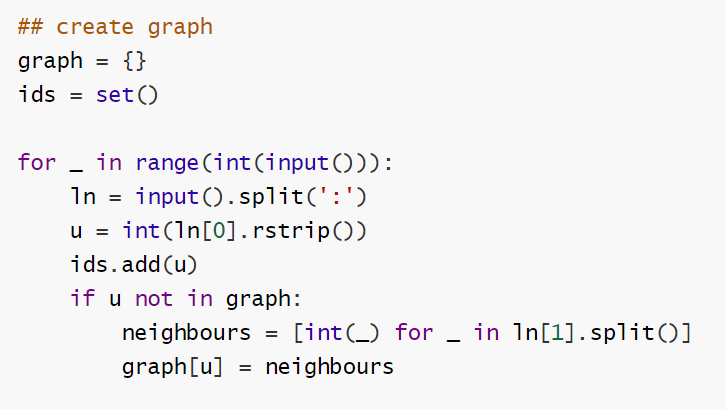 ## create graph
graph = {}
ids = set()
for _ in range(int(input())):
ln = input().split(':')
u = int(ln[0].rstrip())
ids.add(u)
if u not in graph:
neighbours = [int(_) for _ in ln[1].split()]
graph[u] = neighbours